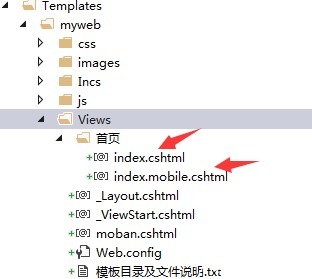 Templates
myweb
css
images
Incs
js
Views
首页
index.cshtml
index.mobile.cshtml
_Layout.cshtml
_ViewStart.cshtml
moban.cshtml
Web.config
模板目录及文件说明.txt